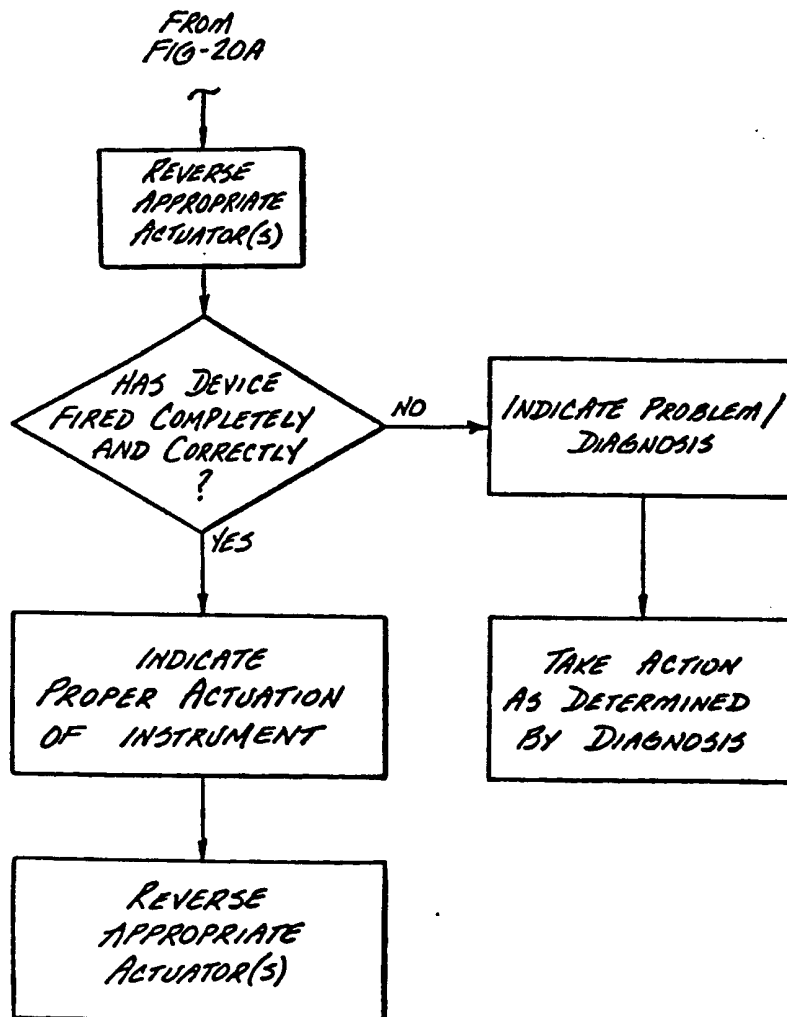 FROM
FIG-20A
REVERSE
APPROPRIATE
ACTUATOR(S)
HAS DEVICE
FIRED COMPLETELY
AND CORRECTLY
?
NO
INDICATE PROBLEM/
DIAGNOSIS
YES
INDICATE
PROPER ACTUATION
OF INSTRUMENT
TAKE ACTION
AS DETERMINED
BY DIAGNOSIS
REVERSE
APPROPRIATE
ACTUATOR(S)